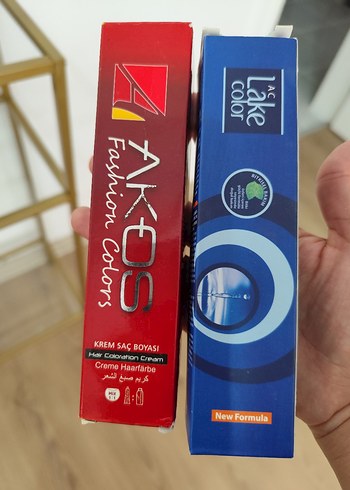 AKOS
Fashion Colors
KREM SAÇ BOYASI
Hair Coloration Cream
Creme Haarfärbe
كريم صبغ الشعر
AC
Lake
color
New Formula